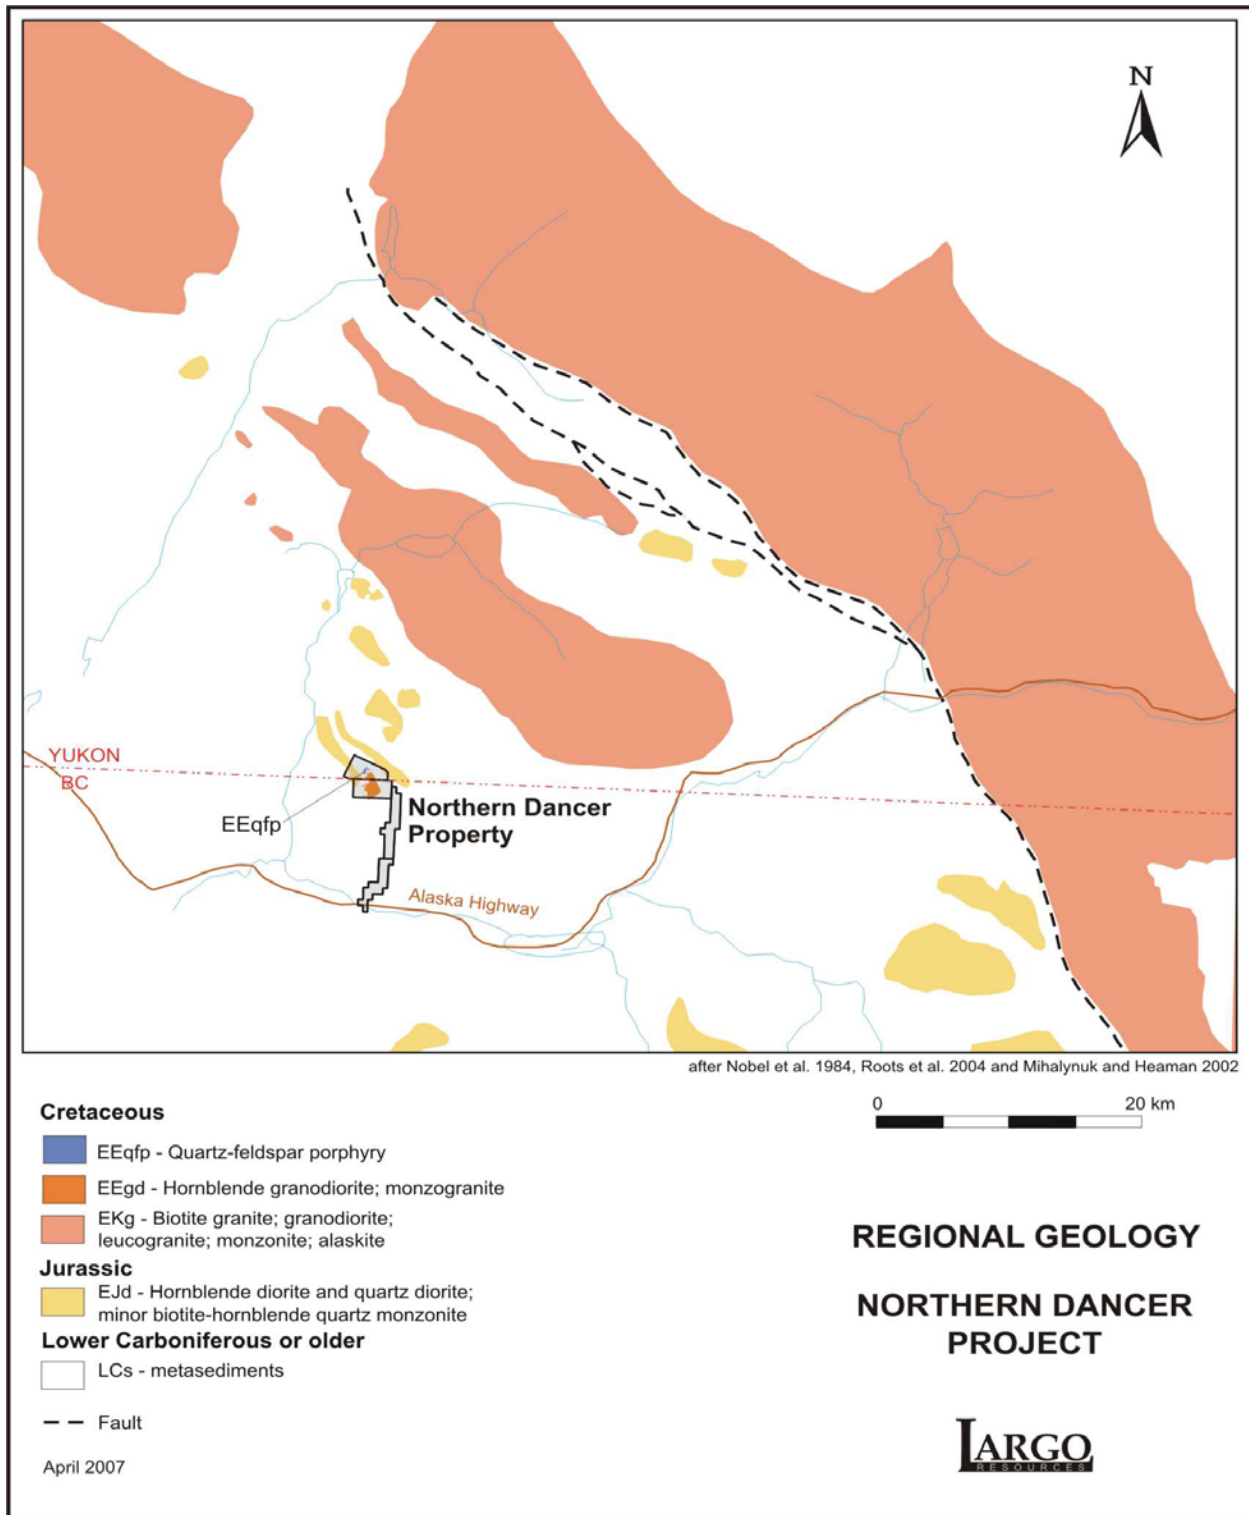 N
YUKON
BC
EEqfp
Northern Dancer
Property
Alaska Highway
after Nobel et al. 1984, Roots et al. 2004 and Mihalynuk and Heaman 2002
Cretaceous
EEqfp - Quartz-feldspar porphyry
EEgd - Hornblende granodiorite; monzogranite
EKg - Biotite granite; granodiorite;
leucogranite; monzonite; alaskite
Jurassic
EJd - Hornblende diorite and quartz diorite;
minor biotite-hornblende quartz monzonite
Lower Carboniferous or older
LCs - metasediments
Fault
April 2007
0 20 km
REGIONAL GEOLOGY
NORTHERN DANCER
PROJECT
LARGO
RESOURCES